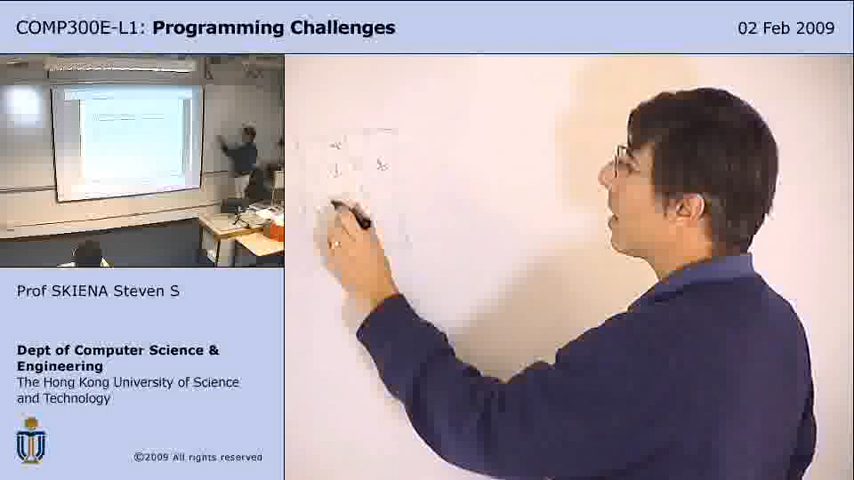 COMP300E-L1: Programming Challenges
02 Feb 2009
Prof SKIENA Steven S
Dept of Computer Science &
Engineering
The Hong Kong University of Science
and Technology
©2009 All rights reserved